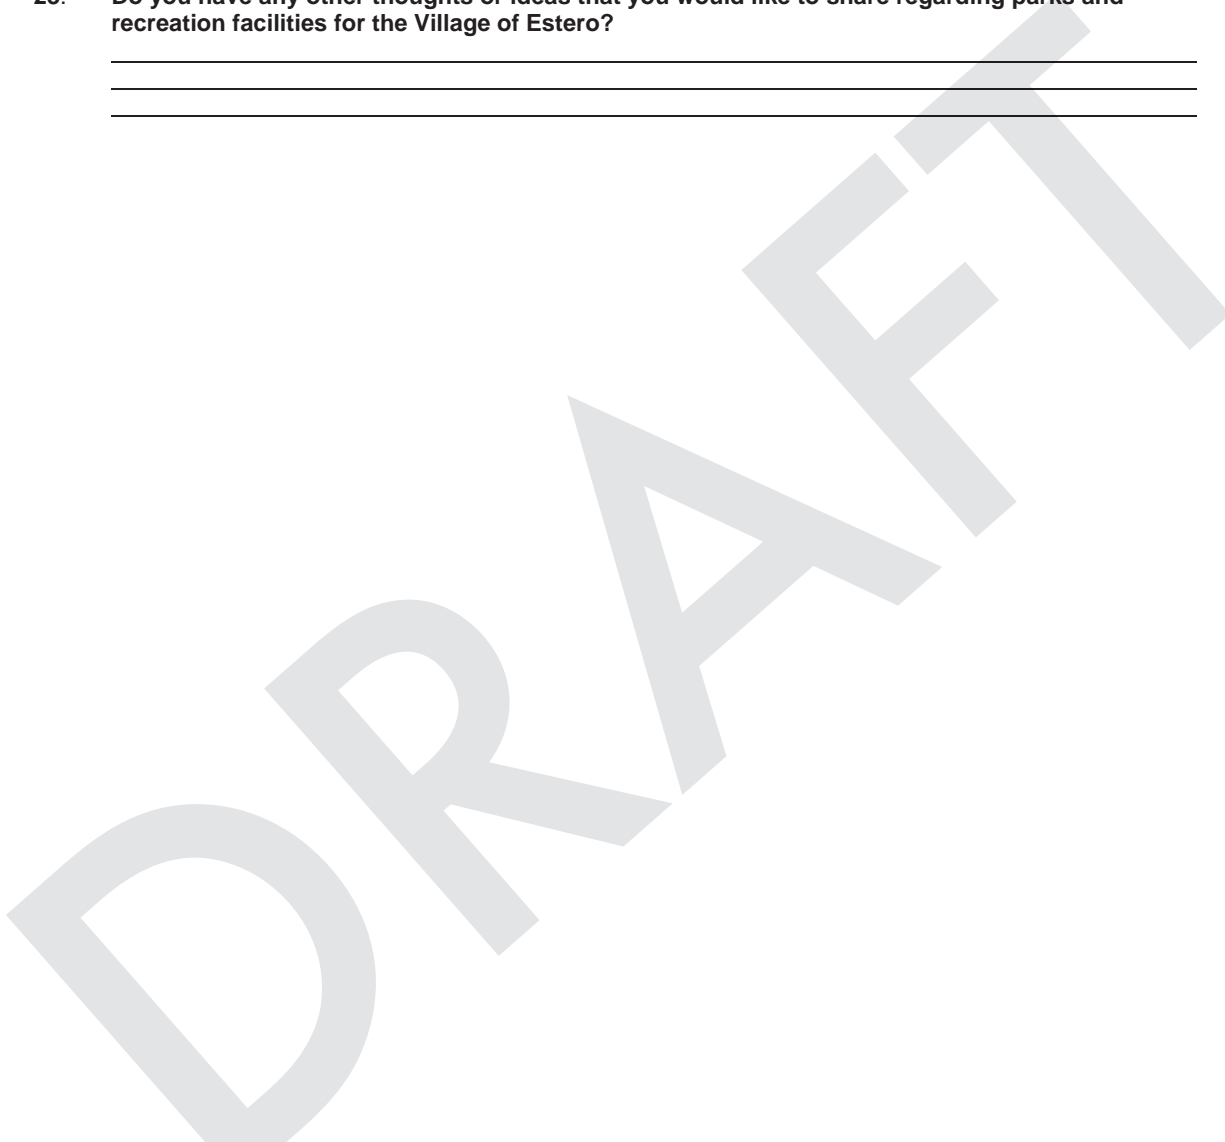 Do you have any other thoughts or ideas that you would like to share regarding parks and
recreation facilities for the Village of Estero?
DRAFT